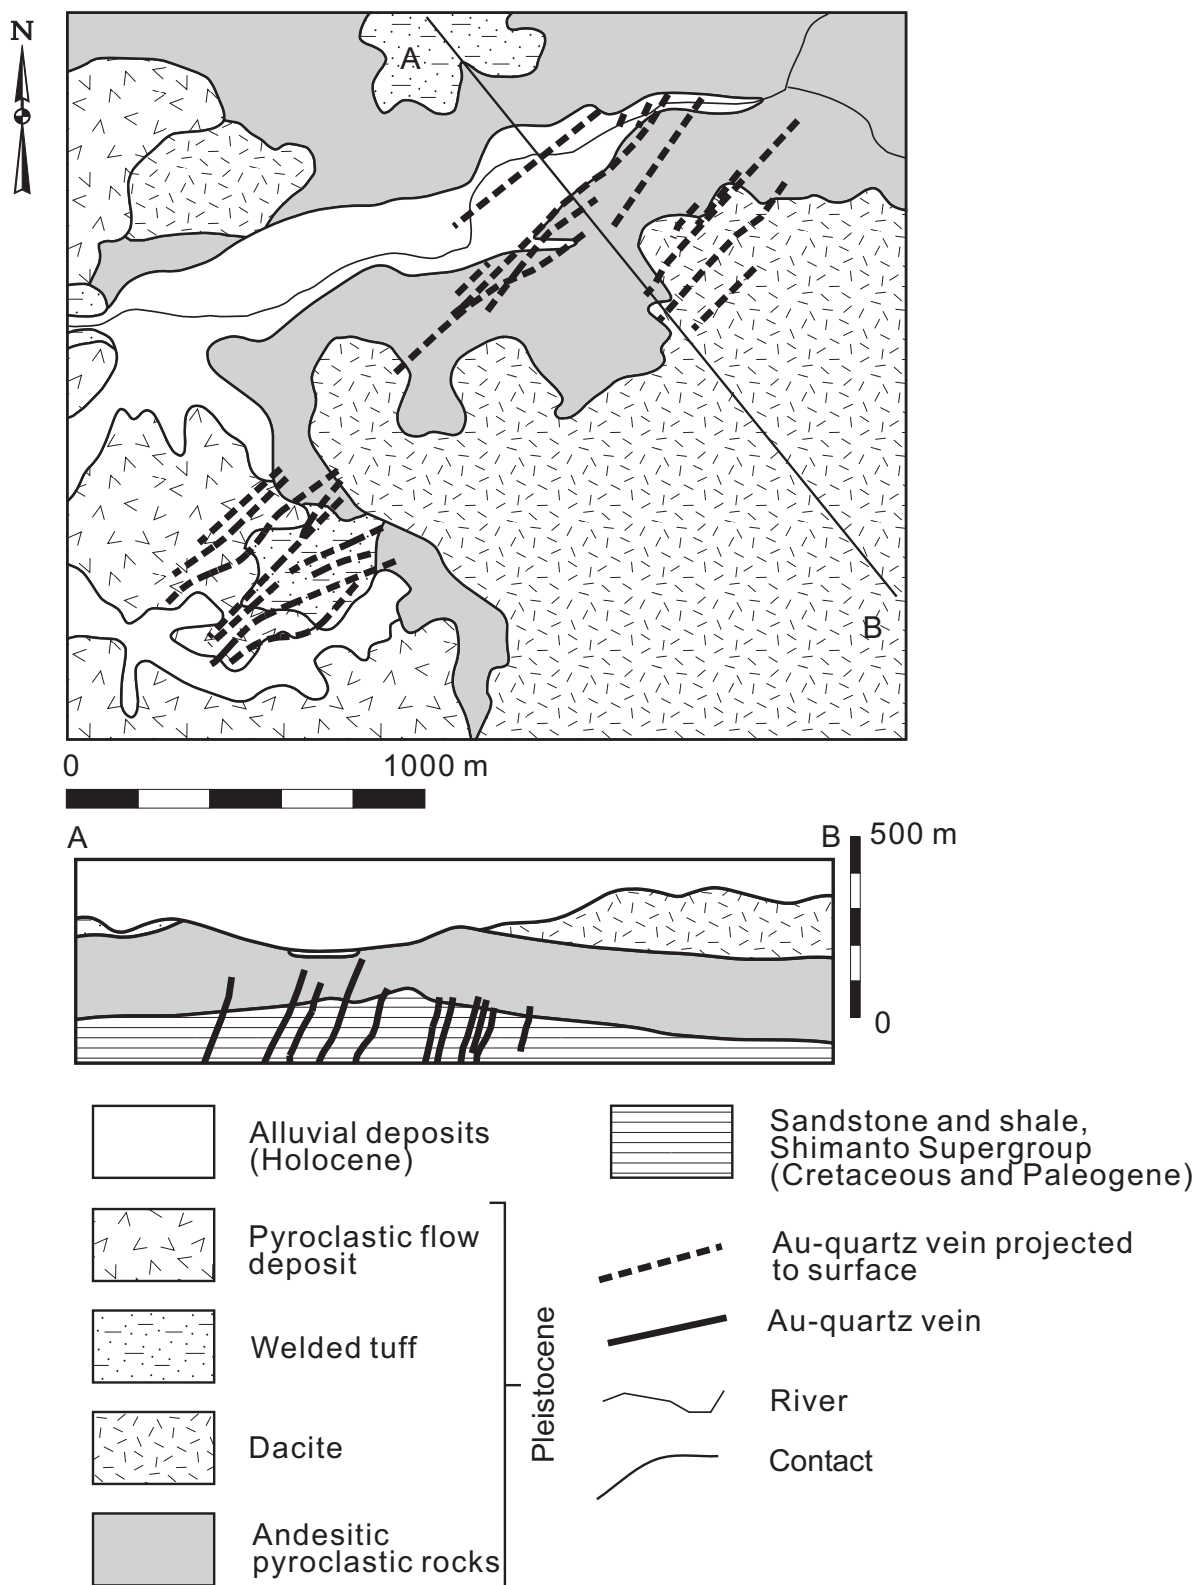 N
A
B
0 1000 m
A B 500 m
0
Alluvial deposits
(Holocene)
Pyroclastic flow
deposit
Welded tuff
Dacite
Andesitic
pyroclastic rocks
Pleistocene
Sandstone and shale,
Shimanto Supergroup
(Cretaceous and Paleogene)
Au-quartz vein projected
to surface
Au-quartz vein
River
Contact